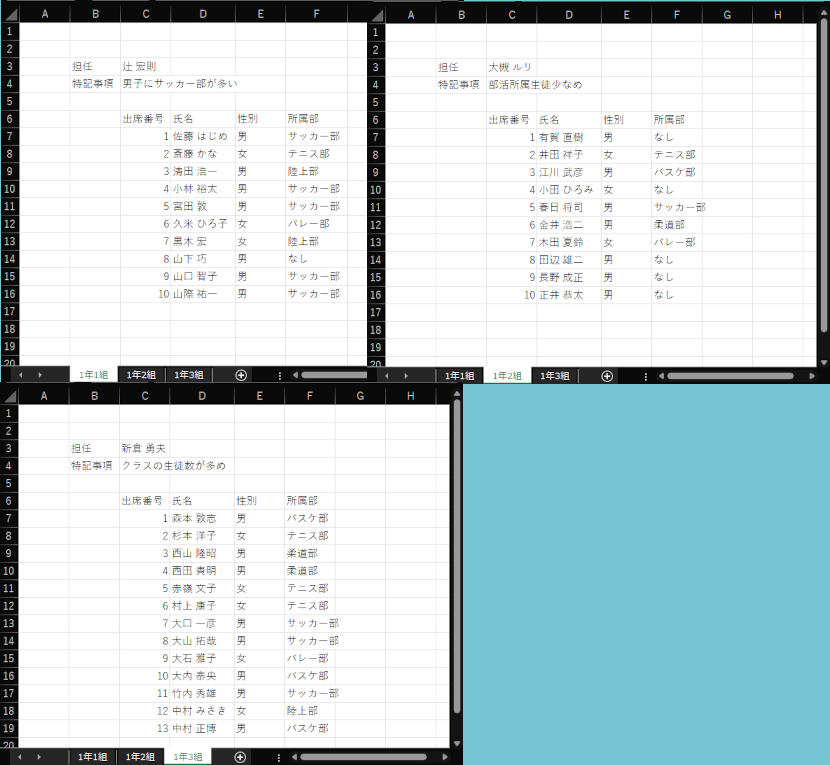 A B C D E F
1
2
3 担任 辻 宏則
4 特記事項 男子にサッカー部が多い
5
6 出席番号 氏名 性別 所属部
7 1 佐藤 はじめ 男 サッカー部
8 2 斎藤 かな 女 テニス部
9 3 清田 浩一 男 陸上部
10 4 小林 裕太 男 サッカー部
11 5 宮田 敦 男 サッカー部
12 6 久米 ひろ子 女 バレー部
13 7 黒木 宏 女 陸上部
14 8 山下 巧 男 なし
15 9 山口 智子 男 サッカー部
16 10 山際 祐一 男 サッカー部
17
18
19
20
1年1組 1年2組 1年3組
A B C D E F G H
1
2
3 担任 大槻 ルリ
4 特記事項 部活所属生徒少なめ
5
6 出席番号 氏名 性別 所属部
7 1 有賀 直樹 男 なし
8 2 井田 祥子 女 テニス部
9 3 江川 武彦 男 バスケ部
10 4 小田 ひろみ 女 なし
11 5 春日 将司 男 サッカー部
12 6 金井 浩二 男 柔道部
13 7 木田 夏鈴 女 バレー部
14 8 田辺 雄二 男 なし
15 9 長野 成正 男 なし
16 10 正井 恭太 男 なし
17
18
19
20
1年1組 1年2組 1年3組
A B C D E F G H
1
2
3 担任 新倉 勇夫
4 特記事項 クラスの生徒数が多め
5
6 出席番号 氏名 性別 所属部
7 1 森本 敦志 男 バスケ部
8 2 杉本 洋子 女 テニス部
9 3 西山 隆昭 男 柔道部
10 4 西田 貴明 男 柔道部
11 5 赤嶺 文子 女 テニス部
12 6 村上 康子 女 テニス部
13 7 大口 一彦 男 サッカー部
14 8 大山 拓哉 男 サッカー部
15 9 大石 雅子 女 バレー部
16 10 大内 泰央 男 バスケ部
17 11 竹内 秀雄 男 サッカー部
18 12 中村 みさき 女 陸上部
19 13 中村 正博 男 バスケ部
20
1年1組 1年2組 1年3組